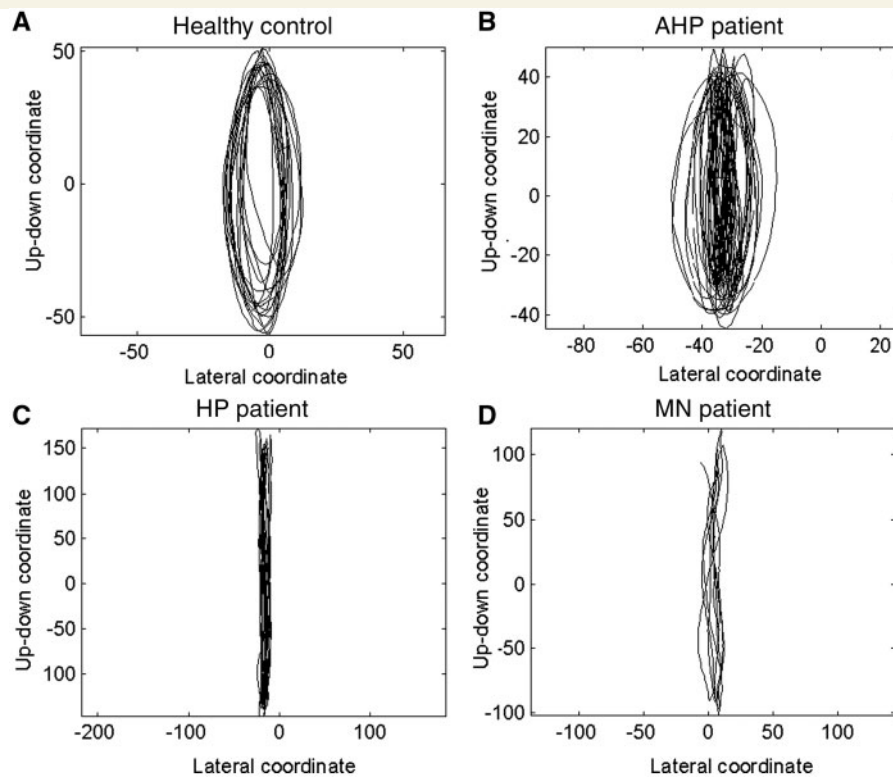 A
Healthy control
50
0
-50
-50
0
50
Up-down coordinate
Lateral coordinate
B
AHP patient
40
20
0
-20
-40
-80
-60
-40
-20
0
20
Up-down coordinate
Lateral coordinate
C
HP patient
150
100
50
0
-50
100
-200
-100
0
100
Up-down coordinate
Lateral coordinate
D
MN patient
100
50
0
-50
-100
-100
-50
0
50
100
Up-down coordinate
Lateral coordinate